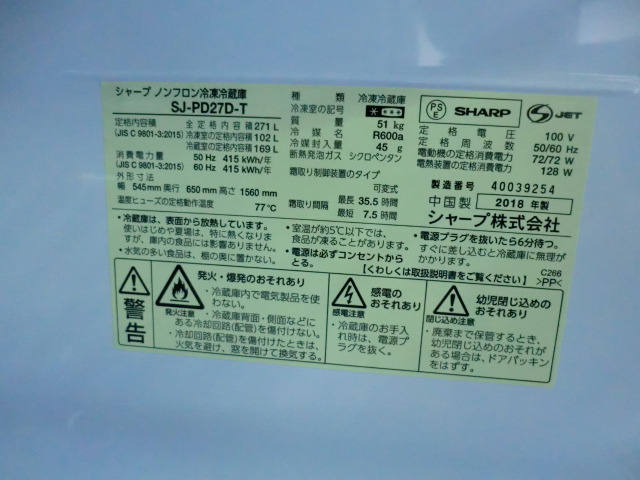 シャープ ノンフロン冷凍冷蔵庫
SJ-PD27D-T
定格内容積 全定格内容積 271 L
(JIS C 9801-3:2015) 冷凍室の定格内容積 102 L
冷蔵室の定格内容積 169 L
消費電力量 50 Hz 415 kWh/年
(JIS C 9801-3:2015) 60 Hz 415 kWh/年
外形寸法
幅 545mm 奥行 650 mm 高さ 1560 mm
温度ヒューズの定格動作温度 77℃
種類 冷凍冷蔵庫
冷凍室の記号
質量 51 kg
冷媒名 R600a
冷媒封入量 45 g
断熱発泡ガス シクロペンタン
霜取り制御装置のタイプ
可変式
霜取り間隔 最長 35.5 時間
最短 7.5 時間
PS
E
SHARP
S JET
定格電圧 100 V
定格周波数 50/60 Hz
電動機の定格消費電力 72/72 W
電熱装置の定格消費電力 128 W
製造番号 40039254
中国製 2018 年製
シャープ株式会社
・冷蔵庫は、表面から放熱しています。
使いはじめや夏場は、特に熱くなりますが、庫内の食品には影響ありません。
・水気の多い食品は、棚の奥に置かない。
・室温が約5℃以下では、
食品が凍ることがあります。
・電源は必ずコンセントから
とる。
・電源プラグを抜いたら6分待つ。
すぐに差し込むと冷蔵庫に無理が
かかります。
【くわしくは取扱説明書をご覧ください】
C266
>PP<
警告
発火・爆発のおそれあり
発火注意
・冷蔵庫内で電気製品を使
わない。
・冷蔵庫背面・側面などに
ある冷却回路(配管)を傷付けない。
・冷却回路(配管)を傷付けたときは、
火気を避け、窓を開けて換気する。
感電の
おそれあり
感電注意
・冷蔵庫のお手入
れ時は、電源プ
ラグを抜く。
幼児閉じ込めの
おそれあり
閉じ込め注意
・廃棄まで保管するとき、
幼児閉じ込めのおそれが
ある場合は、ドアパッキン
をはずす。